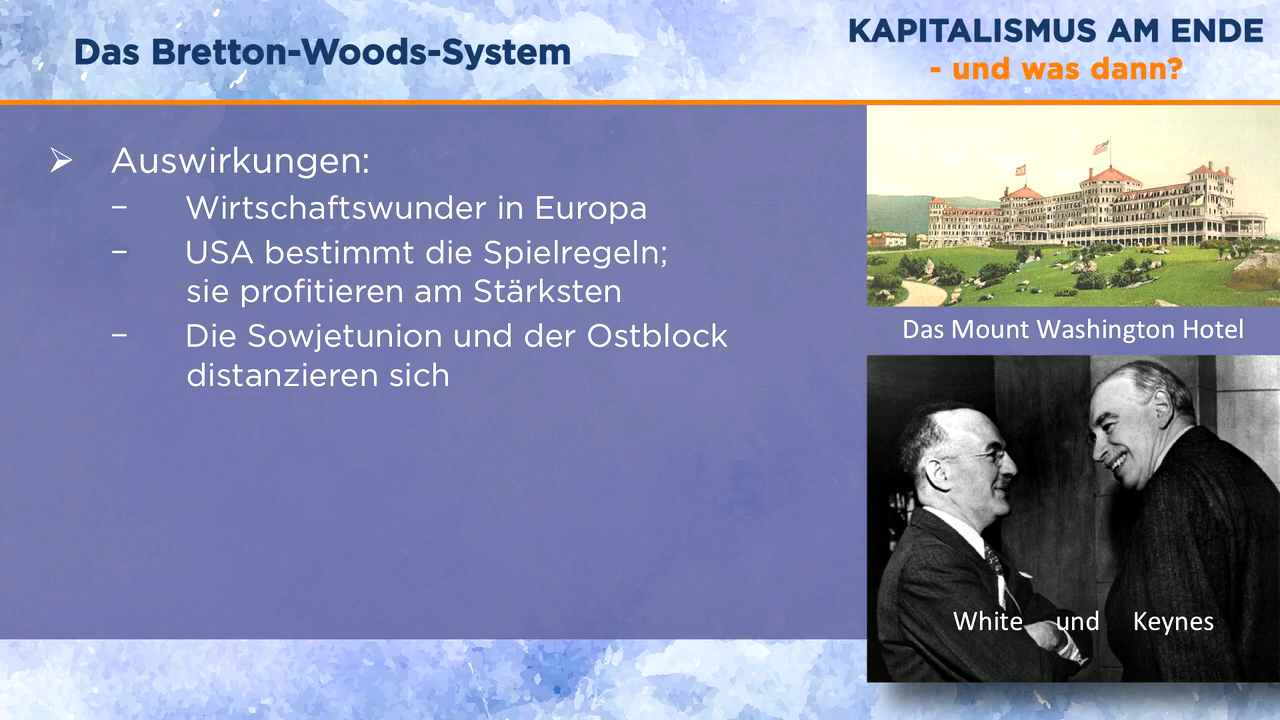 Das Bretton-Woods-System
KAPITALISMUS AM ENDE
- und was dann?
➢ Auswirkungen:
– Wirtschaftswunder in Europa
– USA bestimmt die Spielregeln;
sie profitieren am Stärksten
– Die Sowjetunion und der Ostblock
distanzieren sich
Das Mount Washington Hotel
White und Keynes